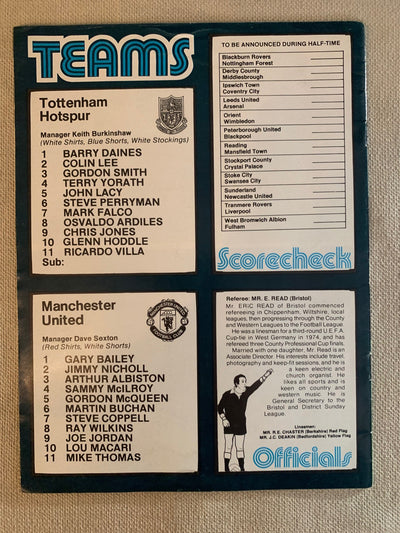 TEAMS
Tottenham
Hotspur
Manager Keith Burkinshaw
(White Shirts, Blue Shorts, White Stockings)
1 BARRY DAINES
2 COLIN LEE
3 GORDON SMITH
4 TERRY YORATH
5 JOHN LACY
6 STEVE PERRYMAN
7 MARK FALCO
8 OSVALDO ARDILES
9 CHRIS JONES
10 GLENN HODDLE
11 RICARDO VILLA
Sub:
Manchester
United
Manager Dave Sexton
(Red Shirts, White Shorts)
1 GARY BAILEY
2 JIMMY NICHOLL
3 ARTHUR ALBISTON
4 SAMMY McILROY
5 GORDON McQUEEN
6 MARTIN BUCHAN
7 STEVE COPPELL
8 RAY WILKINS
9 JOE JORDAN
10 LOU MACARI
11 MIKE THOMAS
TO BE ANNOUNCED DURING HALF-TIME
Blackburn Rovers
Nottingham Forest
Derby County
Middlesbrough
Ipswich Town
Coventry City
Leeds United
Arsenal
Orient
Wimbledon
Peterborough United
Blackpool
Reading
Mansfield Town
Stockport County
Crystal Palace
Stoke City
Swansea City
Sunderland
Newcastle United
Tranmere Rovers
Liverpool
West Bromwich Albion
Fulham
Scorecheck
Referee: MR. E. READ (Bristol)
Mr. ERIC READ of Bristol commenced
refereeing in Chippenham, Wiltshire, local
leagues, then progressing through the County
and Western Leagues to the Football League.
He was a linesman for a third-round U.E.F.A.
Cup-tie in West Germany in 1974, and has
refereed three County Professional Cup finals.
Married with one daughter, Mr. Read is an
Associate Director. His interests include travel,
photography and keep-fit sessions, and he is
keen electric and
church organist. He
likes all sports and is
keen on country and
western music. He is
General Secretary to the
Bristol and District Sunday
League.
Linesmen:
MR. R.E. CHASTER (Berkshire) Red Flag
MR. J.C. DEAKIN (Bedfordshire) Yellow Flag
Officials